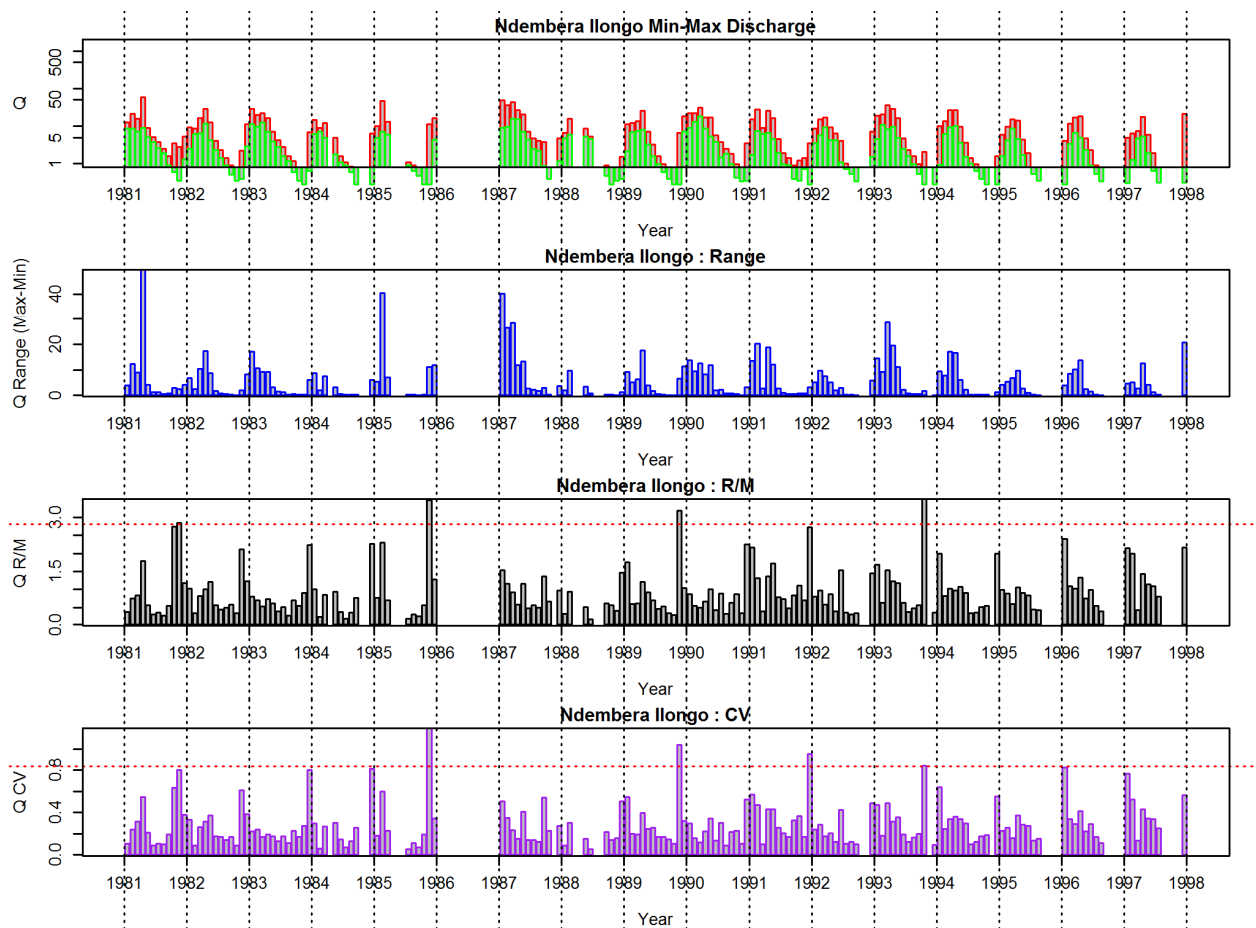 Ndembera Ilongo Min-Max Discharge
Q
500
50
5
1
1981 1982 1983 1984 1985 1986 1987 1988 1989 1990 1991 1992 1993 1994 1995 1996 1997 1998
Year
Ndembera Ilongo : Range
Q Range (Max-Min)
40
20
0
1981 1982 1983 1984 1985 1986 1987 1988 1989 1990 1991 1992 1993 1994 1995 1996 1997 1998
Year
Ndembera Ilongo : R/M
Q R/M
3.0
1.5
0.0
1981 1982 1983 1984 1985 1986 1987 1988 1989 1990 1991 1992 1993 1994 1995 1996 1997 1998
Year
Ndembera Ilongo : CV
Q CV
0.8
0.4
0.0
1981 1982 1983 1984 1985 1986 1987 1988 1989 1990 1991 1992 1993 1994 1995 1996 1997 1998
Year